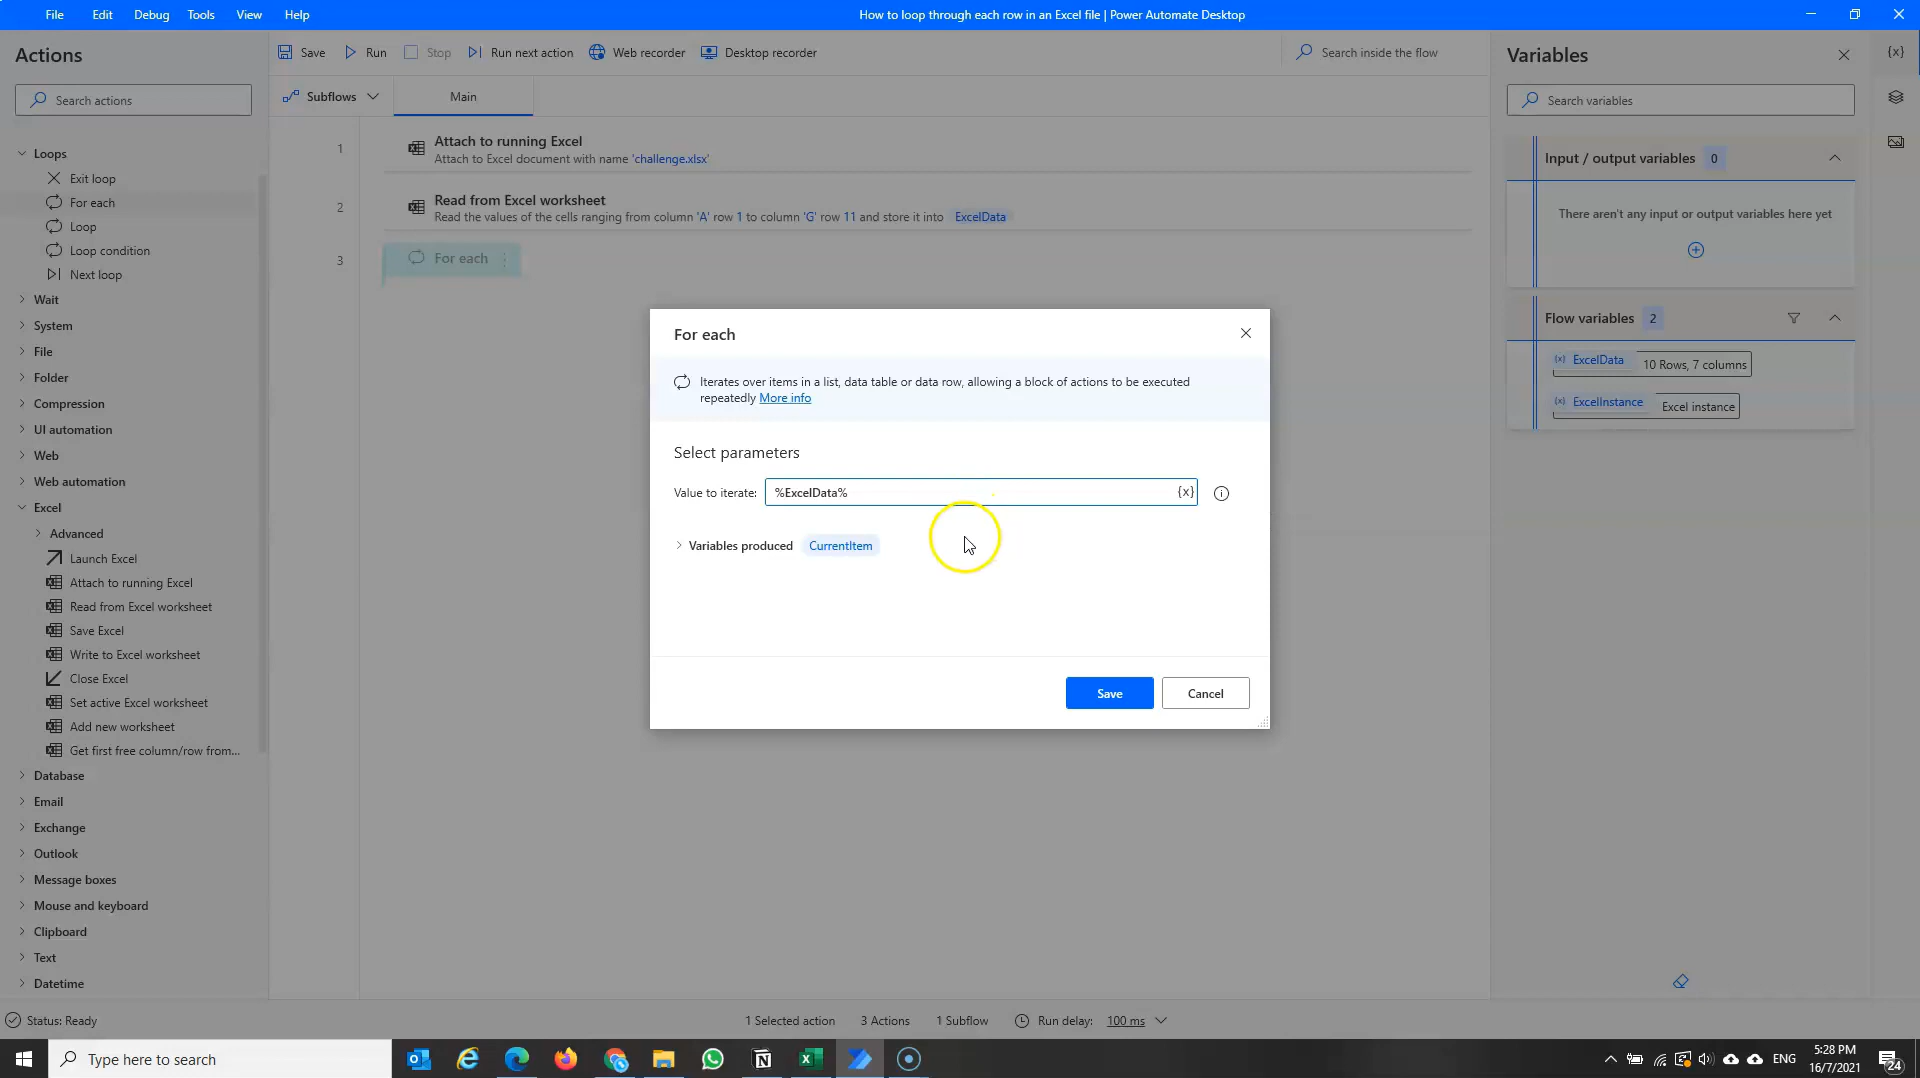 File Edit Debug Tools View Help
How to loop through each row in an Excel file | Power Automate Desktop
Actions
Search actions
Loops
Exit loop
For each
Loop
Loop condition
Next loop
Wait
System
File
Folder
Compression
UI automation
Web
Web automation
Excel
Advanced
Launch Excel
Attach to running Excel
Read from Excel worksheet
Save Excel
Write to Excel worksheet
Close Excel
Set active Excel worksheet
Add new worksheet
Get first free column/row from...
Database
Email
Exchange
Outlook
Message boxes
Mouse and keyboard
Clipboard
Text
Datetime
Save Run Stop Run next action Web recorder Desktop recorder
Search inside the flow
Subflows Main
1 Attach to running Excel
Attach to Excel document with name 'challenge.xlsx'
2 Read from Excel worksheet
Read the values of the cells ranging from column 'A' row 1 to column 'G' row 11 and store it into ExcelData
3 For each
For each
Iterates over items in a list, data table or data row, allowing a block of actions to be executed
repeatedly More info
Select parameters
Value to iterate: %ExcelData% {x}
Variables produced CurrentItem
Save Cancel
Variables
{x}
Search variables
Input / output variables 0
There aren't any input or output variables here yet
Flow variables 2
(x) ExcelData 10 Rows, 7 columns
(x) ExcelInstance Excel instance
Status: Ready
1 Selected action 3 Actions 1 Subflow Run delay: 100 ms
Type here to search
ENG
5:28 PM
16/7/2021
24